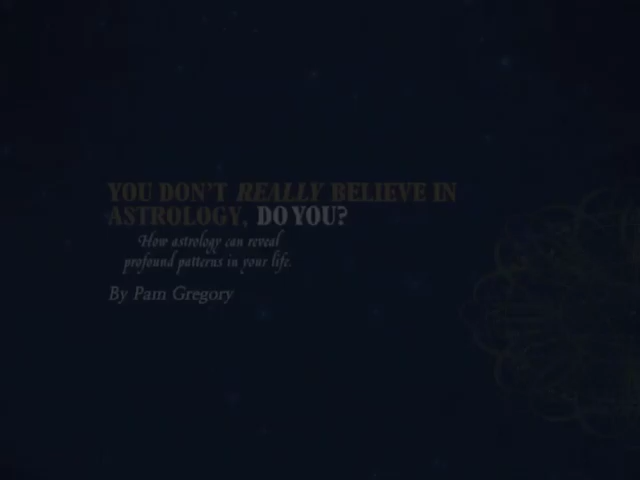 YOU DON'T REALLY BELIEVE IN
ASTROLOGY, DO YOU?
How astrology can reveal
profound patterns in your life.
By Pam Gregory